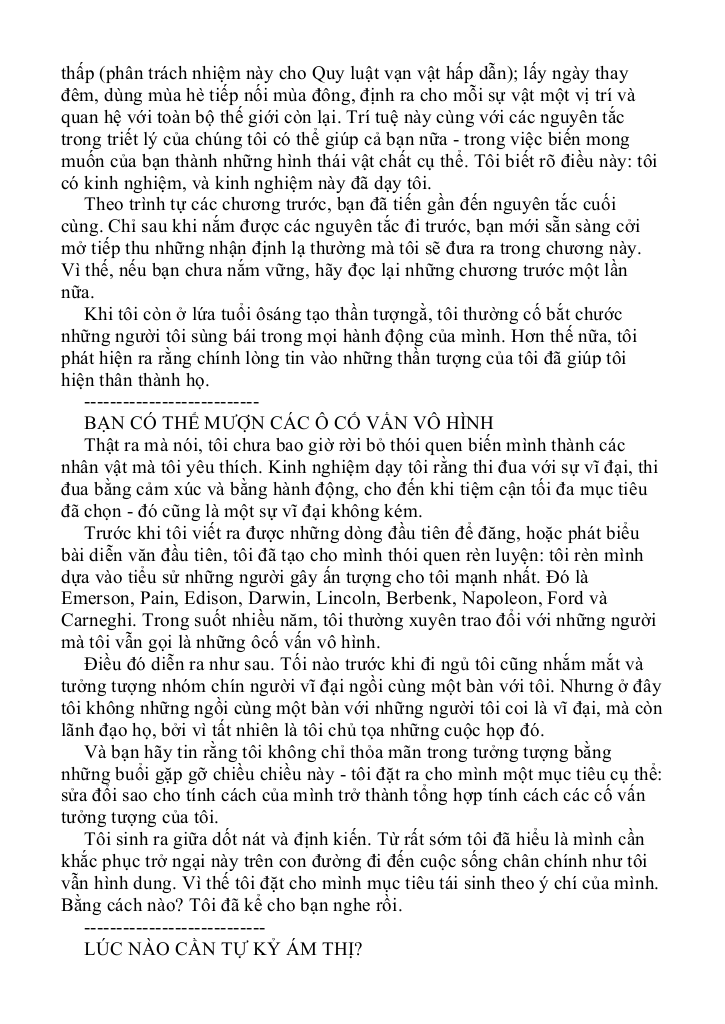 thấp (phân trách nhiệm này cho Quy luật vạn vật hấp dẫn); lấy ngày thay
đêm, dùng mùa hè tiếp nối mùa đông, định ra cho mỗi sự vật một vị trí và
quan hệ với toàn bộ thế giới còn lại. Trí tuệ này cùng với các nguyên tắc
trong triết lý của chúng tôi có thể giúp cả bạn nữa - trong việc biến mong
muốn của bạn thành những hình thái vật chất cụ thể. Tôi biết rõ điều này: tôi
có kinh nghiệm, và kinh nghiệm này đã dạy tôi.
Theo trình tự các chương trước, bạn đã tiến gần đến nguyên tắc cuối
cùng. Chỉ sau khi nắm được các nguyên tắc đi trước, bạn mới sẵn sàng cởi
mở tiếp thu những nhận định lạ thường mà tôi sẽ đưa ra trong chương này.
Vì thế, nếu bạn chưa nắm vững, hãy đọc lại những chương trước một lần
nữa.
Khi tôi còn ở lứa tuổi ôsáng tạo thần tượngằ, tôi thường cố bắt chước
những người tôi sùng bái trong mọi hành động của mình. Hơn thế nữa, tôi
phát hiện ra rằng chính lòng tin vào những thần tượng của tôi đã giúp tôi
hiện thân thành họ.
---------------------------
BẠN CÓ THỂ MƯỢN CÁC Ô CỐ VẤN VÔ HÌNH
Thật ra mà nói, tôi chưa bao giờ rời bỏ thói quen biến mình thành các
nhân vật mà tôi yêu thích. Kinh nghiệm dạy tôi rằng thi đua với sự vĩ đại, thi
đua bằng cảm xúc và bằng hành động, cho đến khi tiệm cận tối đa mục tiêu
đã chọn - đó cũng là một sự vĩ đại không kém.
Trước khi tôi viết ra được những dòng đầu tiên để đăng, hoặc phát biểu
bài diễn văn đầu tiên, tôi đã tạo cho mình thói quen rèn luyện: tôi rèn mình
dựa vào tiểu sử những người gây ấn tượng cho tôi mạnh nhất. Đó là
Emerson, Pain, Edison, Darwin, Lincoln, Berbenk, Napoleon, Ford và
Carneghi. Trong suốt nhiều năm, tôi thường xuyên trao đổi với những người
mà tôi vẫn gọi là những ôcố vấn vô hình.
Điều đó diễn ra như sau. Tối nào trước khi đi ngủ tôi cũng nhắm mắt và
tưởng tượng nhóm chín người vĩ đại ngồi cùng một bàn với tôi. Nhưng ở đây
tôi không những ngồi cùng một bàn với những người tôi coi là vĩ đại, mà còn
lãnh đạo họ, bởi vì tất nhiên là tôi chủ tọa những cuộc họp đó.
Và bạn hãy tin rằng tôi không chỉ thỏa mãn trong tưởng tượng bằng
những buổi gặp gỡ chiều chiều này - tôi đặt ra cho mình một mục tiêu cụ thể:
sửa đổi sao cho tính cách của mình trở thành tổng hợp tính cách các cố vấn
tưởng tượng của tôi.
Tôi sinh ra giữa dốt nát và định kiến. Từ rất sớm tôi đã hiểu là mình cần
khắc phục trở ngại này trên con đường đi đến cuộc sống chân chính như tôi
vẫn hình dung. Vì thế tôi đặt cho mình mục tiêu tái sinh theo ý chí của mình.
Bằng cách nào? Tôi đã kể cho bạn nghe rồi.
----------------------------
LÚC NÀO CẦN TỰ KỶ ÁM THỊ?